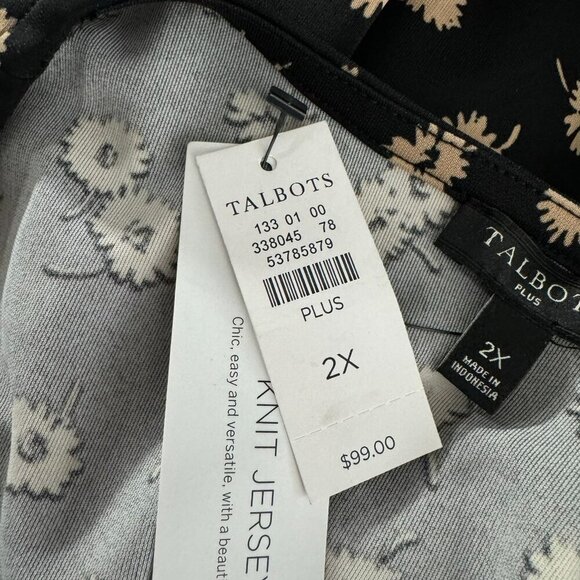 TALBOTS
133 01 00
338045 78
53785879
PLUS
2X
$99.00
KNIT JERSEY
Chic, easy and versatile, with a
TALBOTS
PLUS
2X
MADE IN
INDONESIA